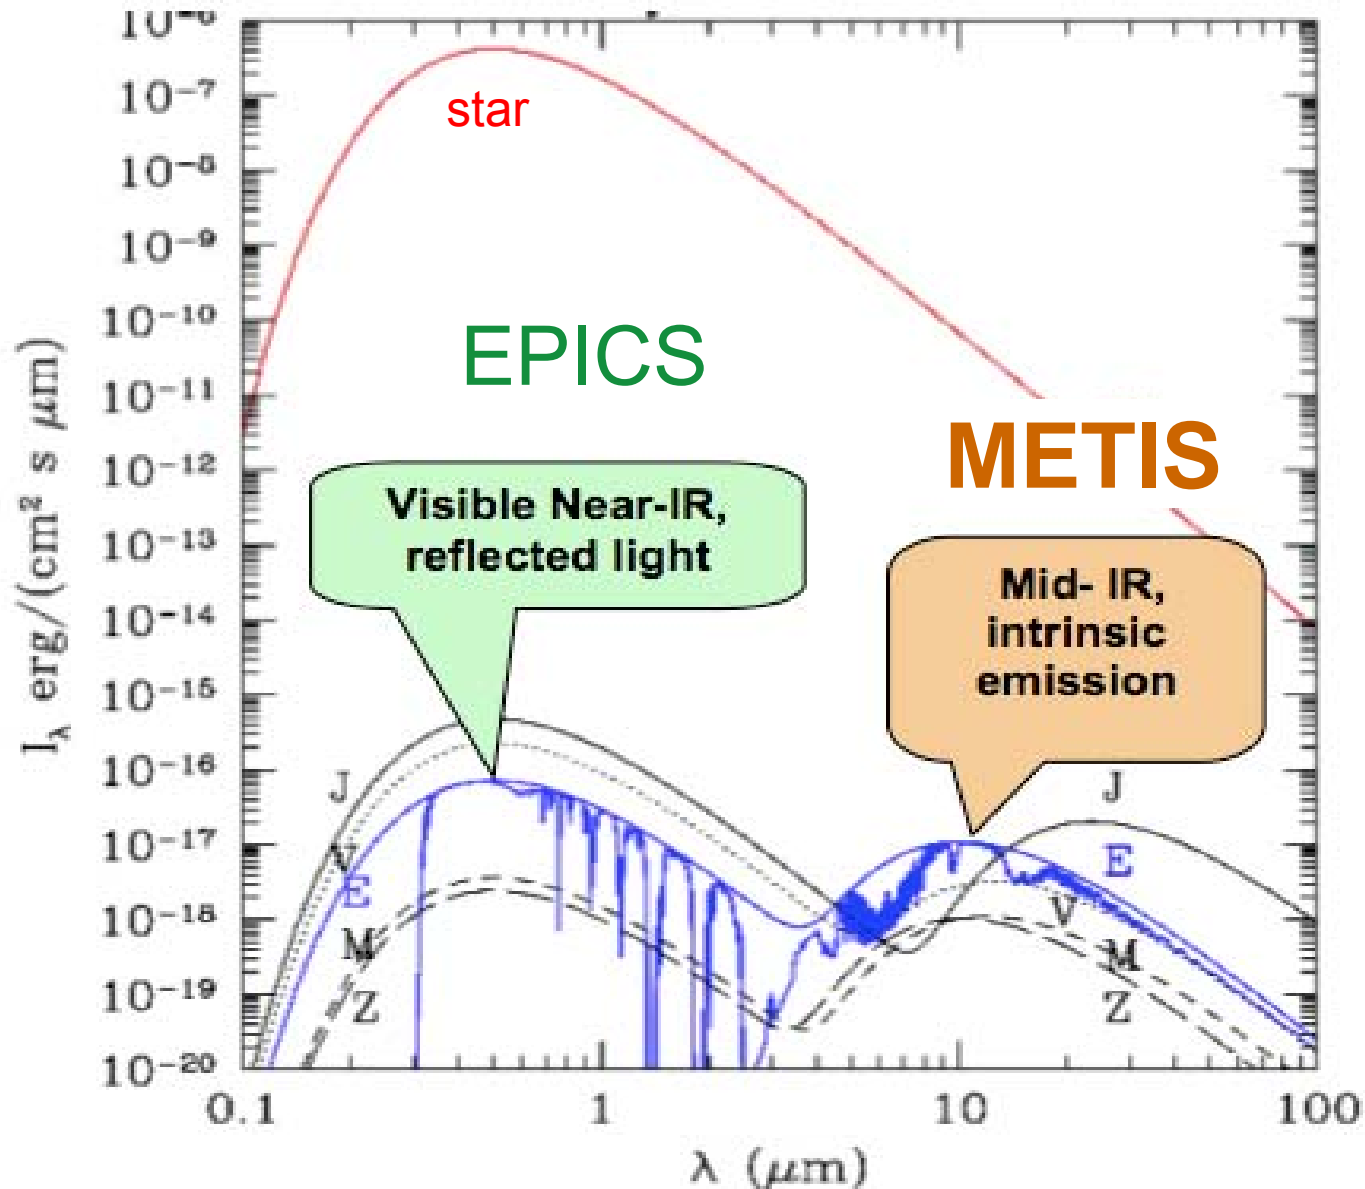 10⁻⁶
10⁻⁷
10⁻⁸
10⁻⁹
10⁻¹⁰
10⁻¹¹
10⁻¹²
10⁻¹³
10⁻¹⁴
10⁻¹⁵
10⁻¹⁶
10⁻¹⁷
10⁻¹⁸
10⁻¹⁹
10⁻²⁰
I_λ erg/(cm² s μm)
star
EPICS
METIS
Visible Near-IR,
reflected light
Mid- IR,
intrinsic
emission
J
V
E
M
Z
J
E
V
M
Z
0.1
1
10
100
λ (μm)